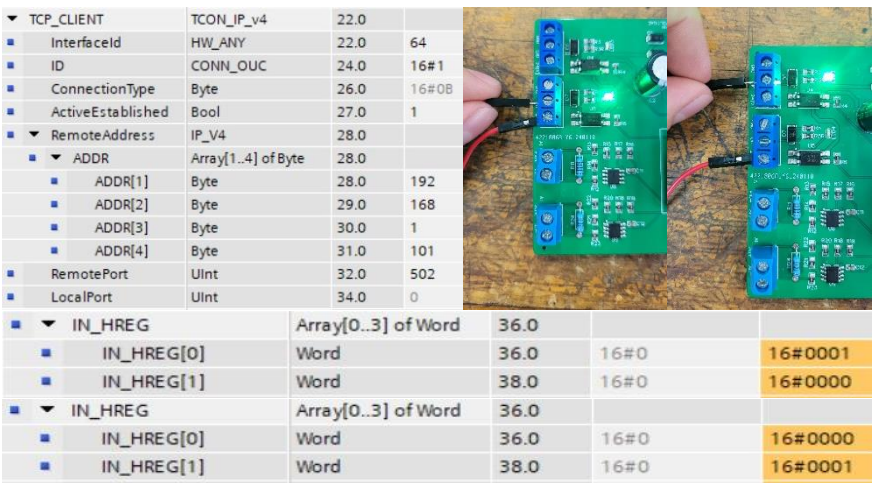 TCP_CLIENT TCON_IP_v4 22.0
InterfaceId HW_ANY 22.0 64
ID CONN_OUC 24.0 16#1
ConnectionType Byte 26.0 16#0B
ActiveEstablished Bool 27.0 1
RemoteAddress IP_V4 28.0
ADDR Array[1..4] of Byte 28.0
ADDR[1] Byte 28.0 192
ADDR[2] Byte 29.0 168
ADDR[3] Byte 30.0 1
ADDR[4] Byte 31.0 101
RemotePort UInt 32.0 502
LocalPort UInt 34.0 0
IN_HREG Array[0..3] of Word 36.0
IN_HREG[0] Word 36.0 16#0 16#0001
IN_HREG[1] Word 38.0 16#0 16#0000
IN_HREG Array[0..3] of Word 36.0
IN_HREG[0] Word 36.0 16#0 16#0000
IN_HREG[1] Word 38.0 16#0 16#0001